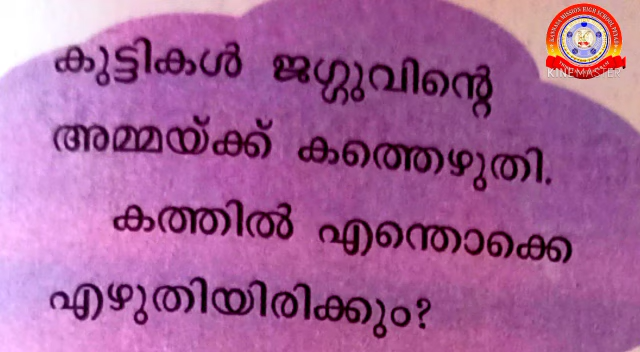 കുട്ടികൾ ജഗ്ഗുവിന്റെ
അമ്മയ്ക്ക് കത്തെഴുതി.
കത്തിൽ എന്തൊക്കെ
എഴുതിയിരിക്കും?
KINEMASTER